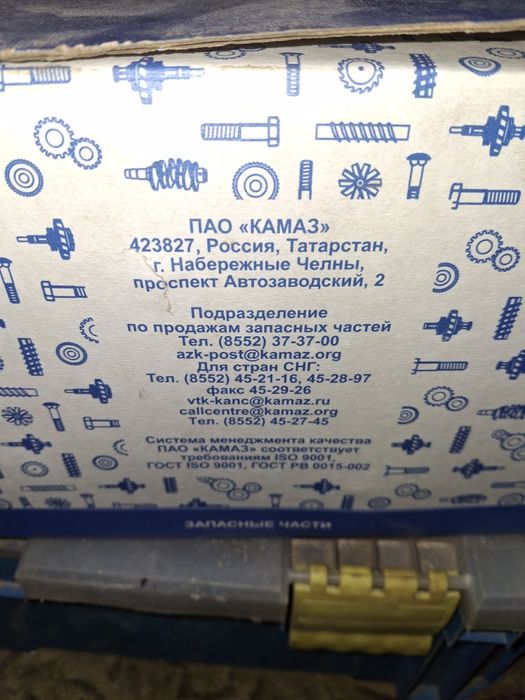 ПАО «КАМАЗ»
423827, Россия, Татарстан,
г. Набережные Челны,
проспект Автозаводский, 2
Подразделение
по продажам запасных частей
Тел. (8552) 37-37-00
azk-post@kamaz.org
Для стран СНГ:
Тел. (8552) 45-21-16, 45-28-97
факс 45-29-26
vtk-kanc@kamaz.ru
callcentre@kamaz.org
Тел. (8552) 45-27-45
Система менеджмента качества
ПАО «КАМАЗ» соответствует
требованиям ISO 9001,
ГОСТ ISO 9001, ГОСТ РВ 0015-002
ЗАПАСНЫЕ ЧАСТИ